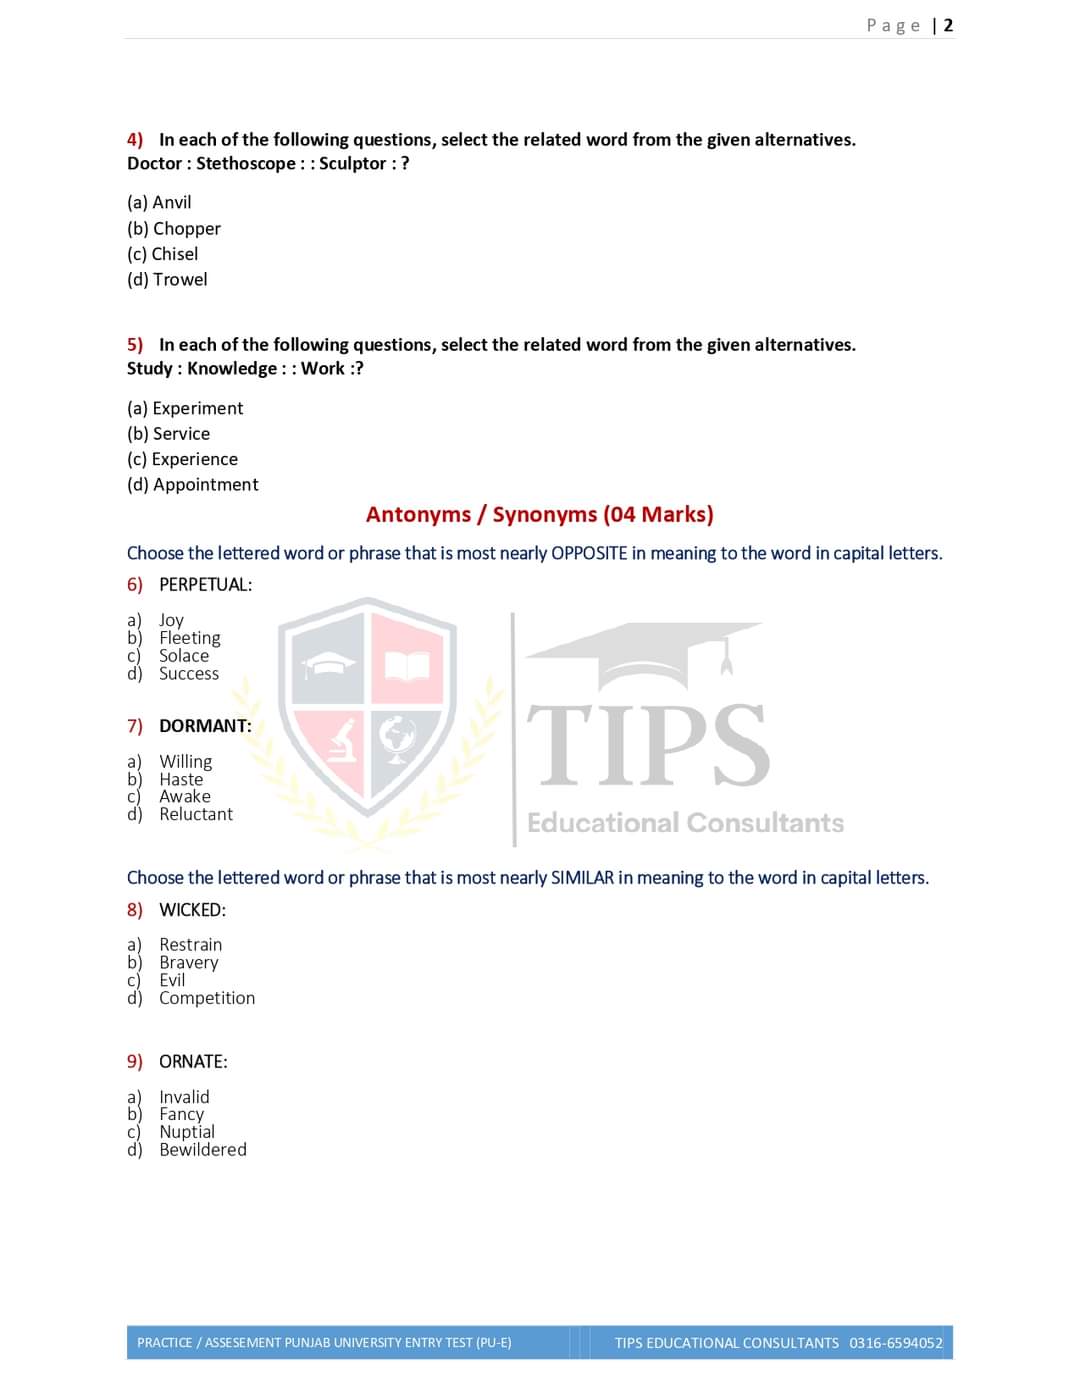 Page | 2
4) In each of the following questions, select the related word from the given alternatives.
Doctor : Stethoscope : : Sculptor : ?
(a) Anvil
(b) Chopper
(c) Chisel
(d) Trowel
5) In each of the following questions, select the related word from the given alternatives.
Study : Knowledge : : Work :?
(a) Experiment
(b) Service
(c) Experience
(d) Appointment
Antonyms / Synonyms (04 Marks)
Choose the lettered word or phrase that is most nearly OPPOSITE in meaning to the word in capital letters.
6) PERPETUAL:
a) Joy
b) Fleeting
c) Solace
d) Success
7) DORMANT:
a) Willing
b) Haste
c) Awake
d) Reluctant
TIPS
Educational Consultants
Choose the lettered word or phrase that is most nearly SIMILAR in meaning to the word in capital letters.
8) WICKED:
a) Restrain
b) Bravery
c) Evil
d) Competition
9) ORNATE:
a) Invalid
b) Fancy
c) Nuptial
d) Bewildered
PRACTICE / ASSESEMENT PUNJAB UNIVERSITY ENTRY TEST (PU-E) TIPS EDUCATIONAL CONSULTANTS 0316-6594052